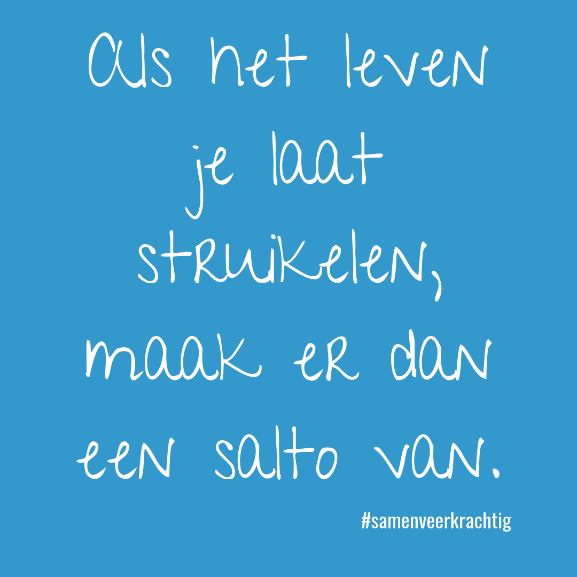 Als het leven
je laat
struikelen,
maak er dan
een salto van.
#samenveerkrachtig